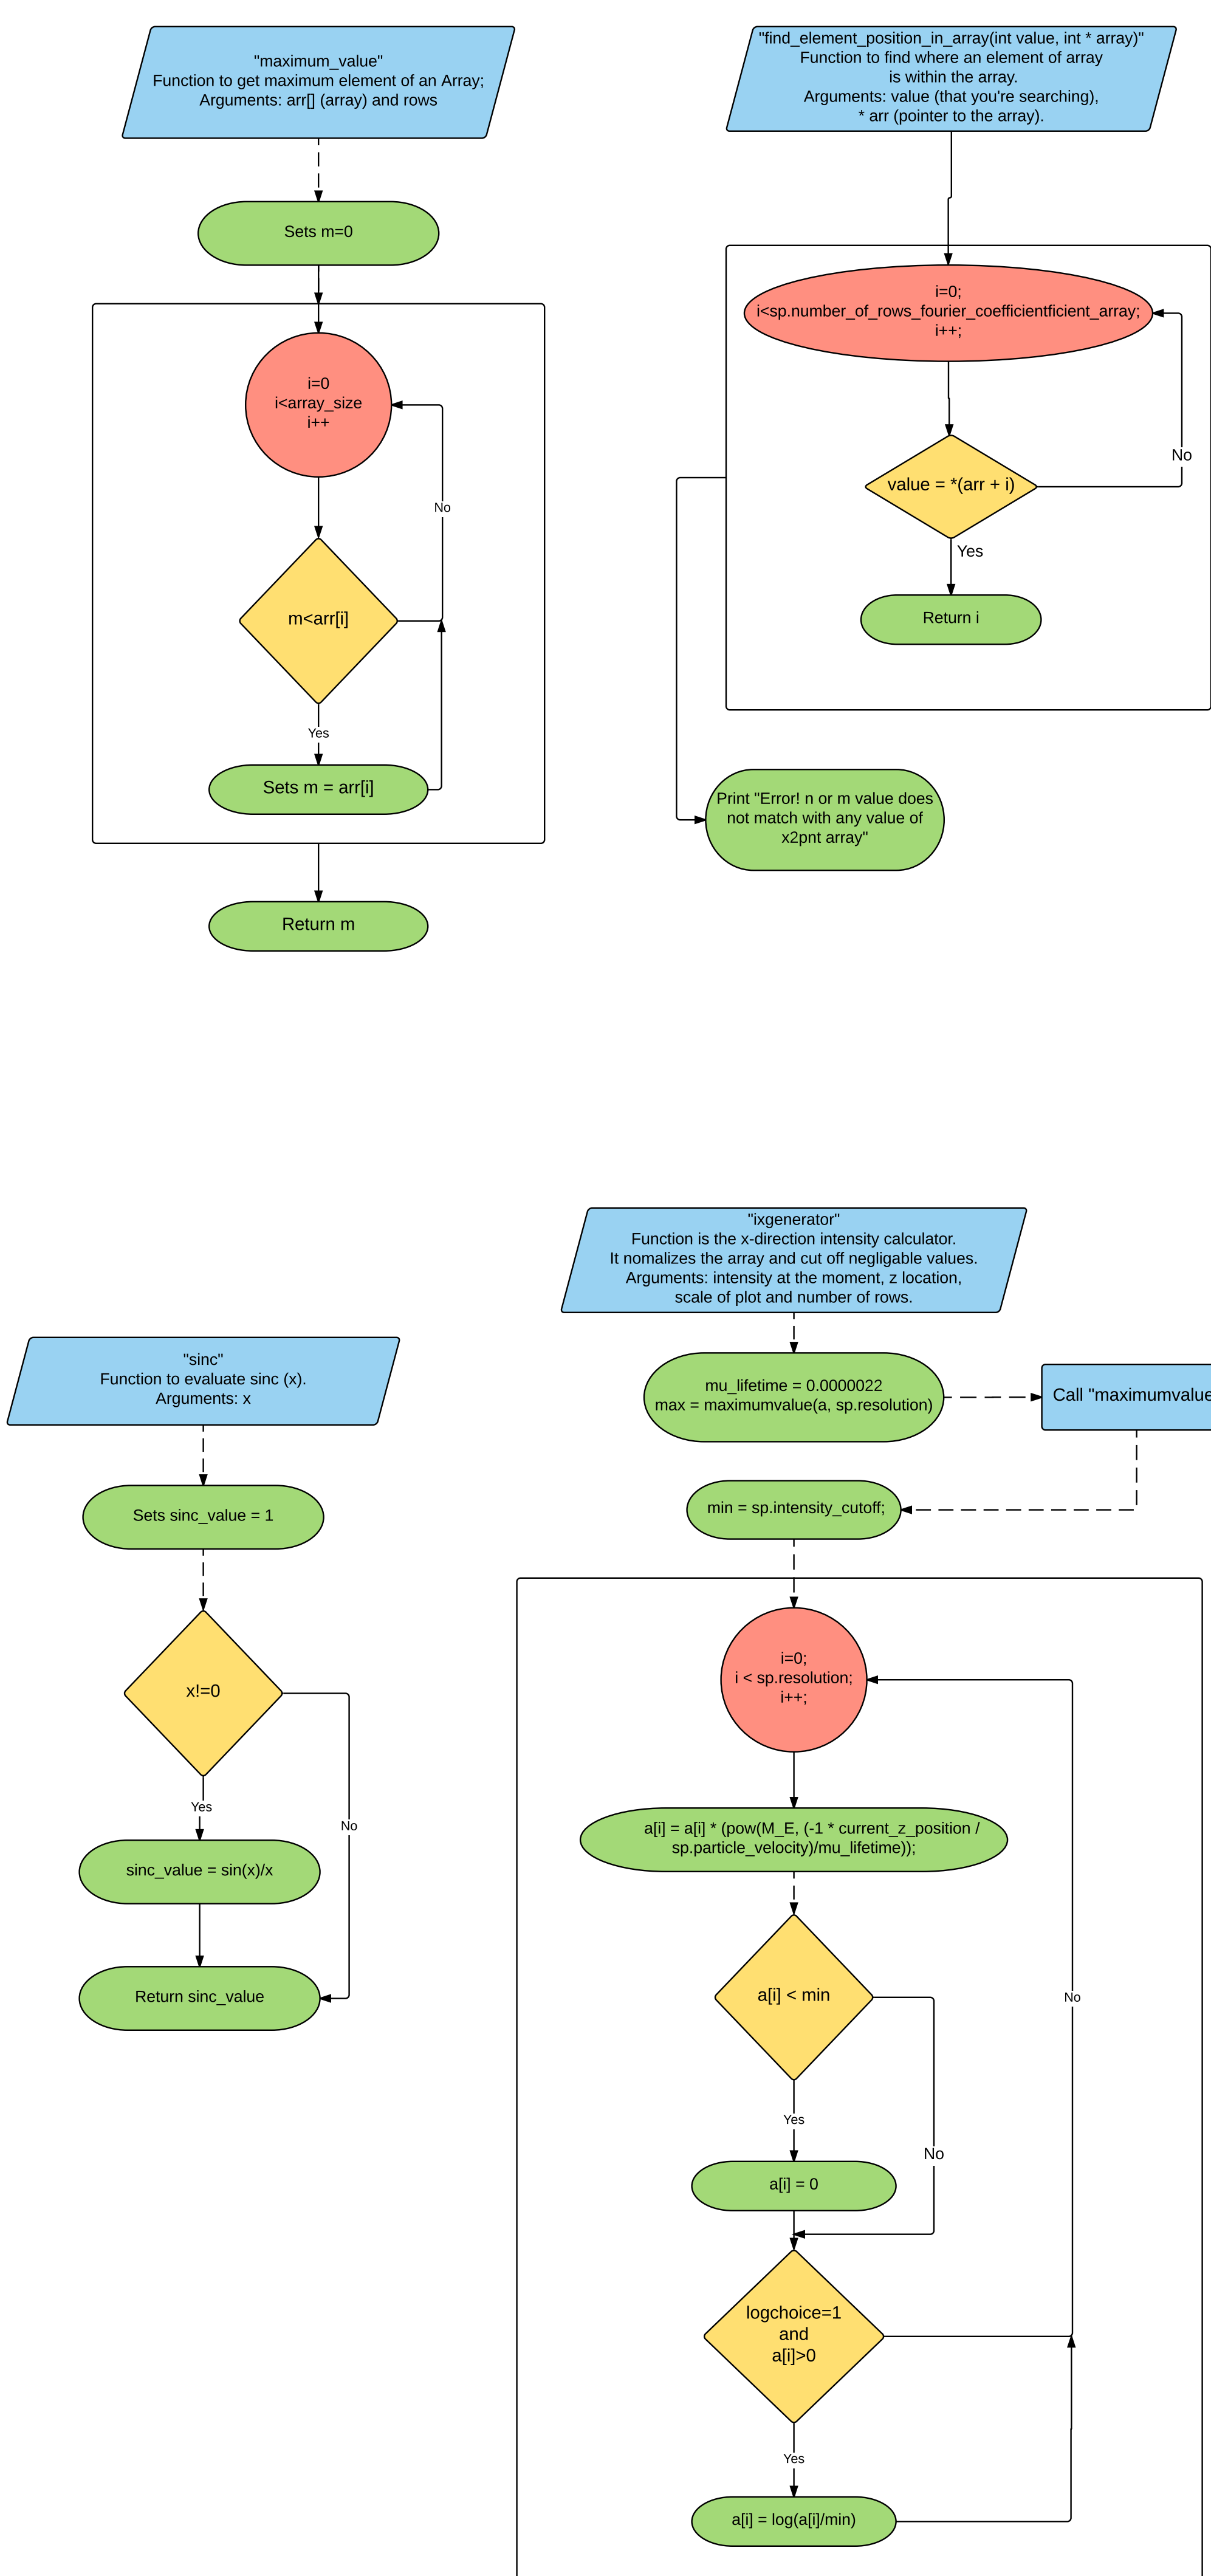 "maximum_value"
Function to get maximum element of an Array;
Arguments: arr[] (array) and rows
Sets m=0
i=0
i<array_size
i++
No
m<arr[i]
Yes
Sets m = arr[i]
Return m
"find_element_position_in_array(int value, int * array)"
Function to find where an element of array
is within the array.
Arguments: value (that you're searching),
* arr (pointer to the array).
i=0;
i<sp.number_of_rows_fourier_coefficientficient_array;
i++;
No
value = *(arr + i)
Yes
Return i
Print "Error! n or m value does
not match with any value of
x2pnt array"
"sinc"
Function to evaluate sinc (x).
Arguments: x
Sets sinc_value = 1
x!=0
Yes
No
sinc_value = sin(x)/x
Return sinc_value
"ixgenerator"
Function is the x-direction intensity calculator.
It nomalizes the array and cut off negligable values.
Arguments: intensity at the moment, z location,
scale of plot and number of rows.
mu_lifetime = 0.0000022
max = maximumvalue(a, sp.resolution)
Call "maximumvalue
min = sp.intensity_cutoff;
i=0;
i < sp.resolution;
i++;
a[i] = a[i] * (pow(M_E, (-1 * current_z_position /
sp.particle_velocity)/mu_lifetime));
a[i] < min
No
Yes
No
a[i] = 0
logchoice=1
and
a[i]>0
Yes
a[i] = log(a[i]/min)